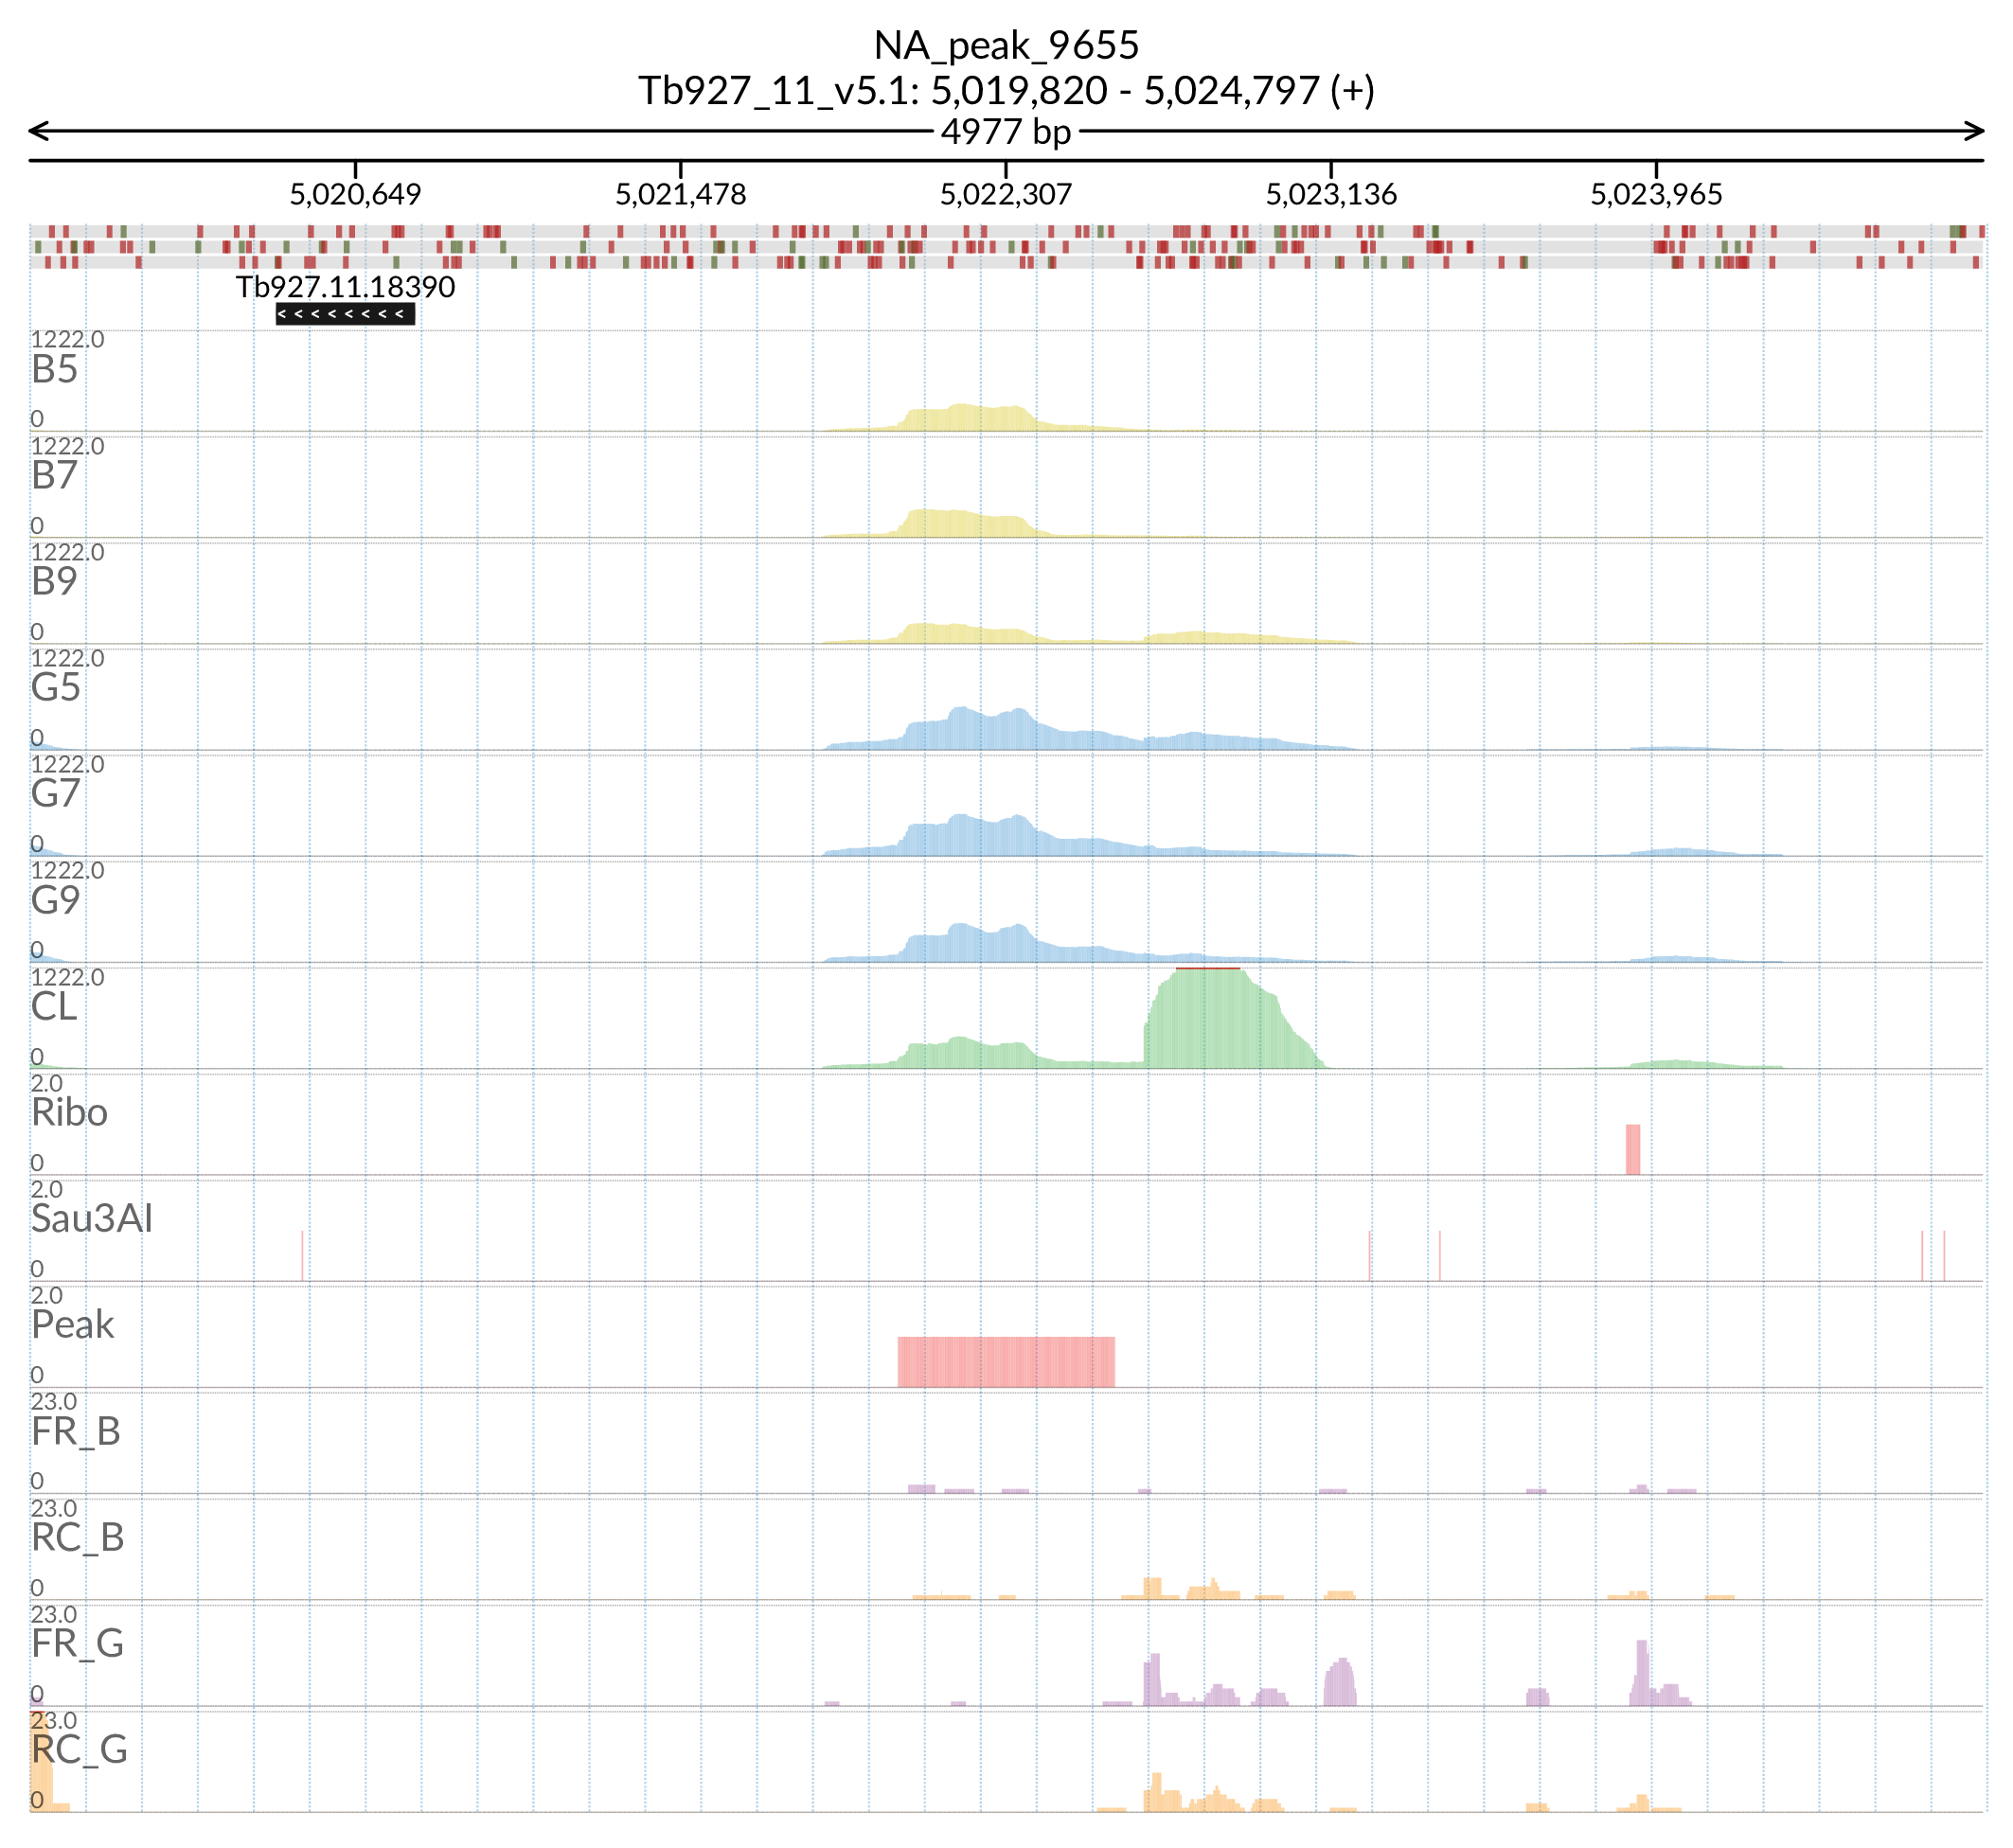 NA_peak_9655
Tb927_11_v5.1: 5,019,820 - 5,024,797 (+)
4977 bp
5,020,649 5,021,478 5,022,307 5,023,136 5,023,965
Tb927.11.18390
< < < < < < < <
1222.0
B5
0
1222.0
B7
0
1222.0
B9
0
1222.0
G5
0
1222.0
G7
0
1222.0
G9
0
1222.0
CL
0
2.0
Ribo
0
2.0
Sau3AI
0
2.0
Peak
0
23.0
FR_B
0
23.0
RC_B
0
23.0
FR_G
0
23.0
RC_G
0